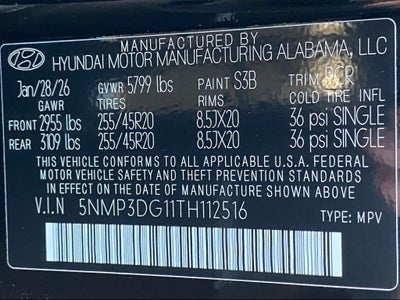 MANUFACTURED BY
HYUNDAI MOTOR MANUFACTURING ALABAMA, LLC
Jan/28/26 GVWR 5799 lbs PAINT S3B TRIM PCR
GAWR TIRES RIMS COLD TIRE INFL
FRONT 2955 lbs 255/45R20 8.5JX20 36 psi SINGLE
REAR 3109 lbs 255/45R20 8.5JX20 36 psi SINGLE
THIS VEHICLE CONFORMS TO ALL APPLICABLE U.S.A. FEDERAL
MOTOR VEHICLE SAFETY AND BUMPER STANDARDS
IN EFFECT ON THE DATE OF MANUFACTURE SHOWN ABOVE.
V.I.N 5NMP3DG11TH112516 TYPE: MPV